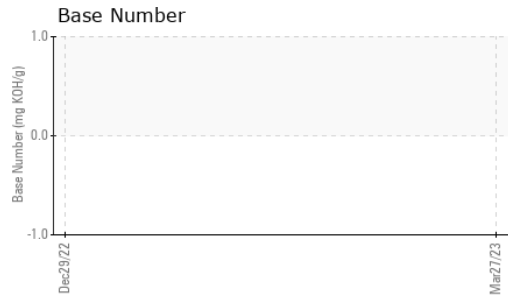 Base Number
Base Number (mg KOH/g)
1.0
0.0
-1.0
Dec29/22
Mar27/23